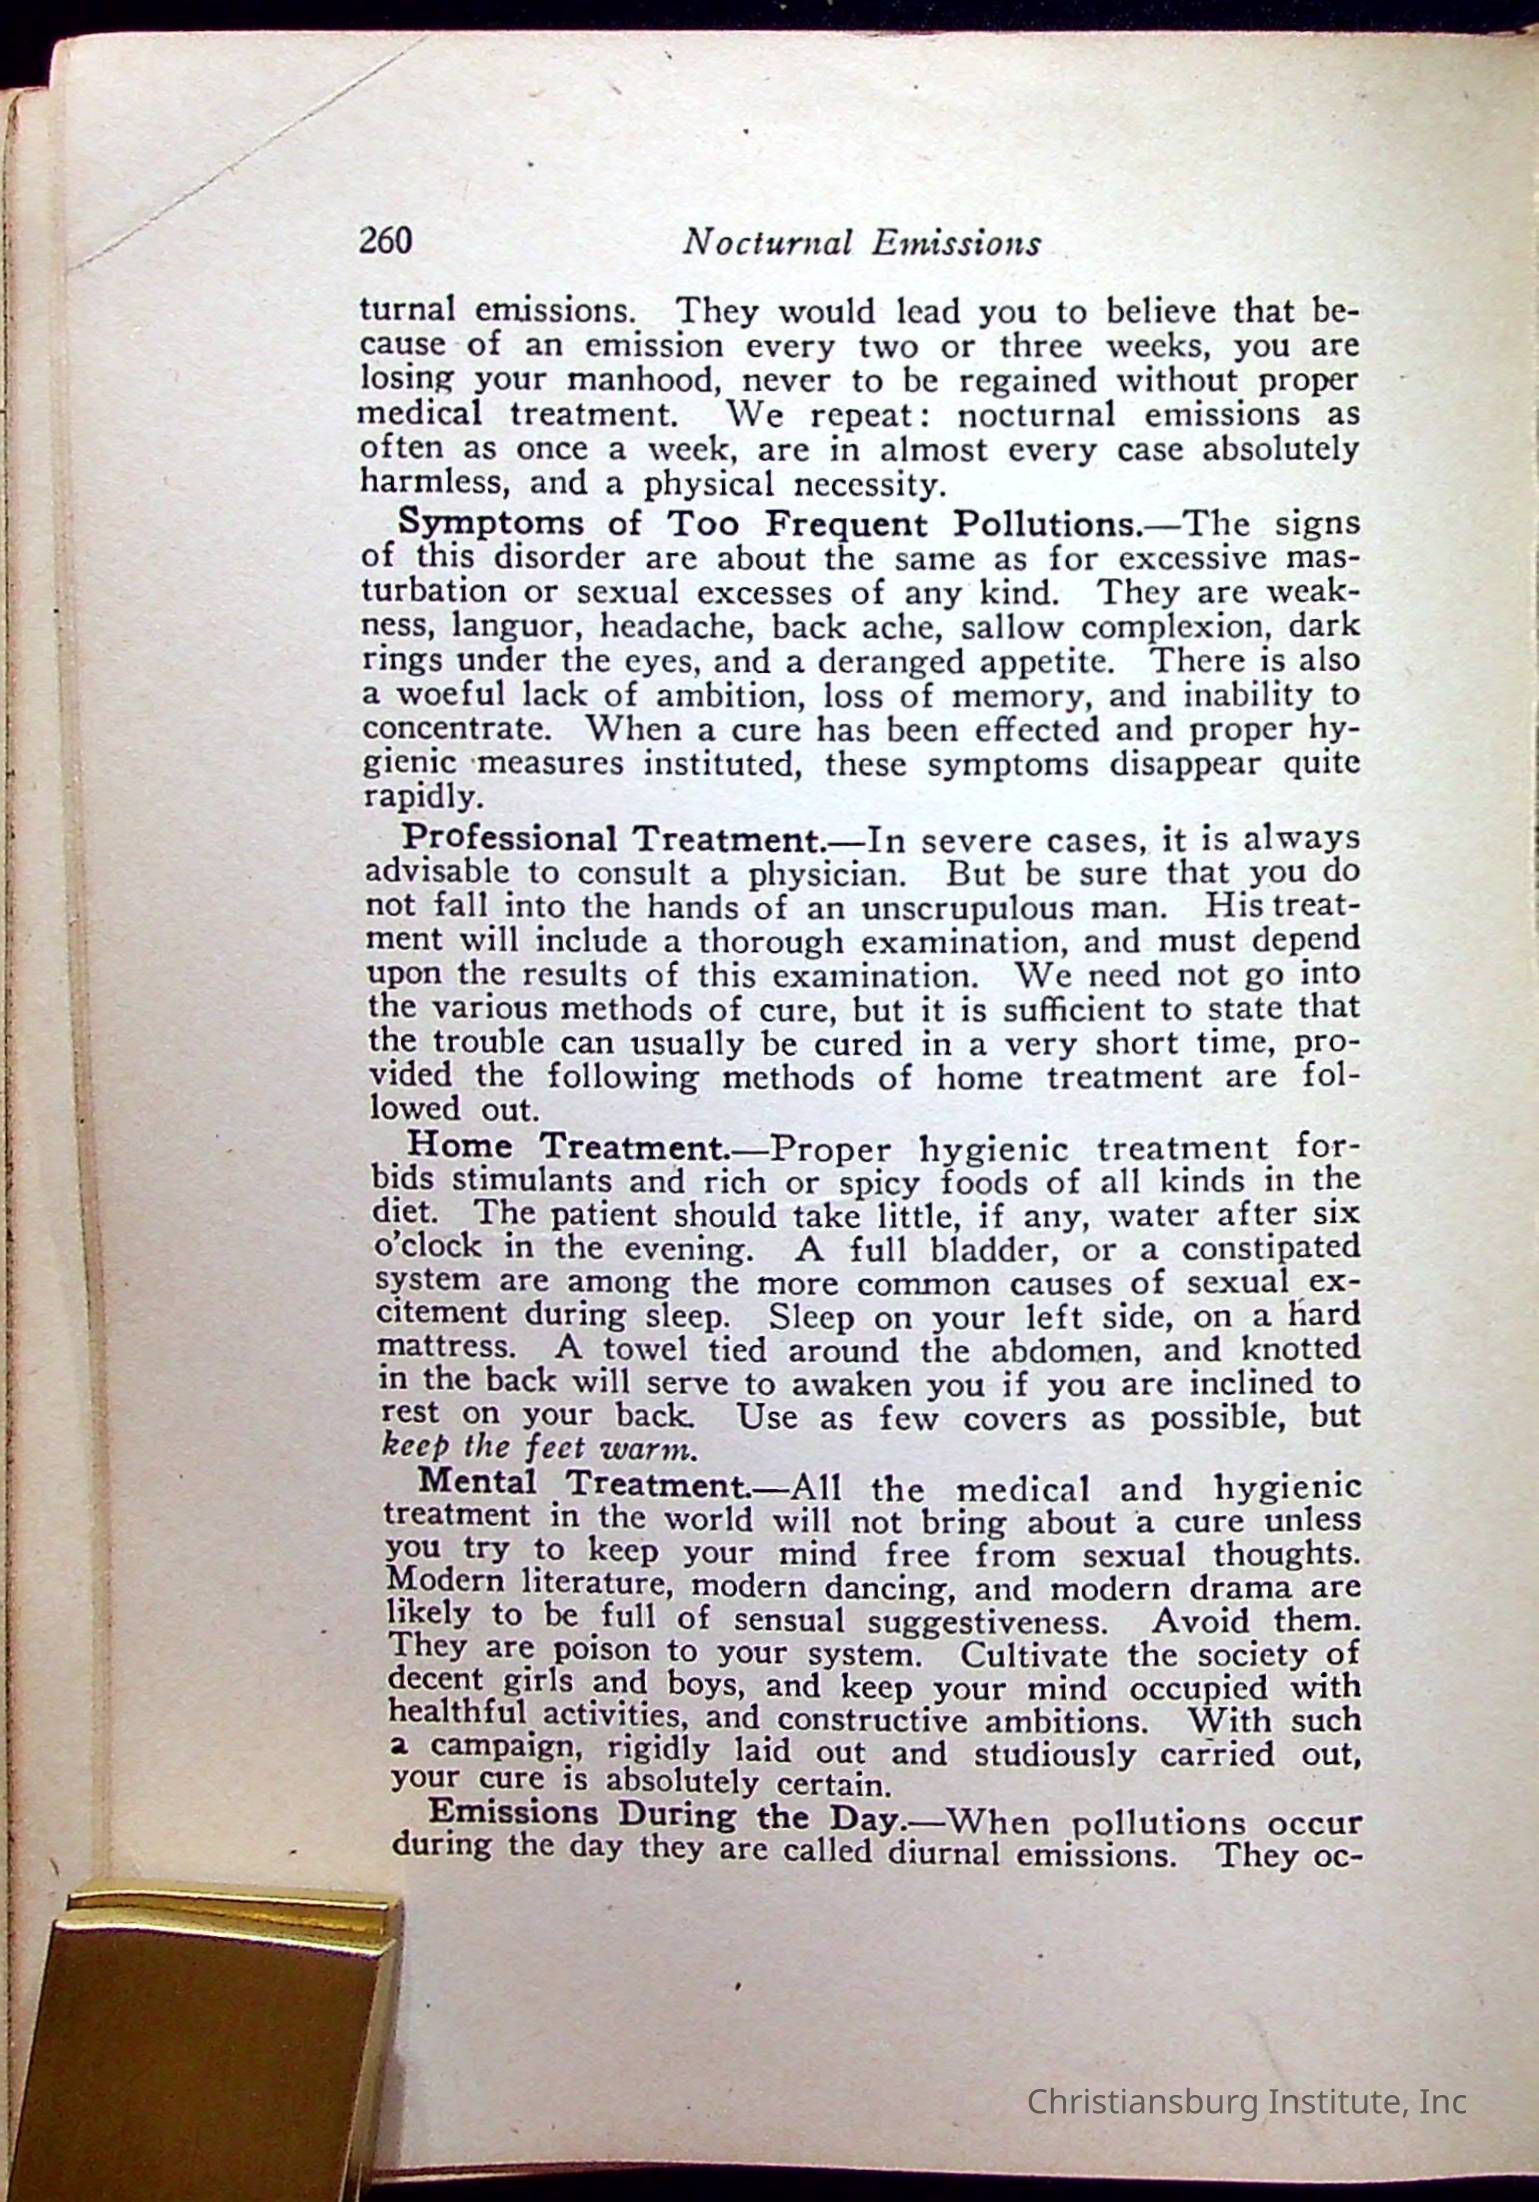 260 Nocturnal Emissions
turnal emissions. They would lead you to believe that be-
cause of an emission every two or three weeks, you are
losing your manhood, never to be regained without proper
medical treatment. We repeat: nocturnal emissions as
often as once a week, are in almost every case absolutely
harmless, and a physical necessity.
Symptoms of Too Frequent Pollutions.—The signs
of this disorder are about the same as for excessive mas-
turbation or sexual excesses of any kind. They are weak-
ness, languor, headache, back ache, sallow complexion, dark
rings under the eyes, and a deranged appetite. There is also
a woeful lack of ambition, loss of memory, and inability to
concentrate. When a cure has been effected and proper hy-
gienic measures instituted, these symptoms disappear quite
rapidly.
Professional Treatment.—In severe cases, it is always
advisable to consult a physician. But be sure that you do
not fall into the hands of an unscrupulous man. His treat-
ment will include a thorough examination, and must depend
upon the results of this examination. We need not go into
the various methods of cure, but it is sufficient to state that
the trouble can usually be cured in a very short time, pro-
vided the following methods of home treatment are fol-
lowed out.
Home Treatment.—Proper hygienic treatment for-
bids stimulants and rich or spicy foods of all kinds in the
diet. The patient should take little, if any, water after six
o'clock in the evening. A full bladder, or a constipated
system are among the more common causes of sexual ex-
citement during sleep. Sleep on your left side, on a hard
mattress. A towel tied around the abdomen, and knotted
in the back will serve to awaken you if you are inclined to
rest on your back. Use as few covers as possible, but
keep the feet warm.
Mental Treatment.—All the medical and hygienic
treatment in the world will not bring about a cure unless
you try to keep your mind free from sexual thoughts.
Modern literature, modern dancing, and modern drama are
likely to be full of sensual suggestiveness. Avoid them.
They are poison to your system. Cultivate the society of
decent girls and boys, and keep your mind occupied with
healthful activities, and constructive ambitions. With such
a campaign, rigidly laid out and studiously carried out,
your cure is absolutely certain.
Emissions During the Day.—When pollutions occur
during the day they are called diurnal emissions. They oc-
Christiansburg Institute, Inc